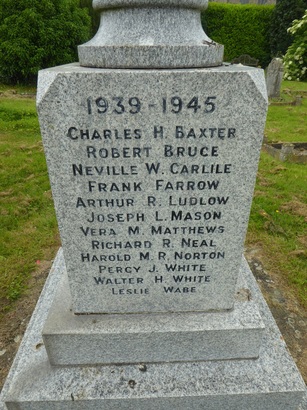 1939-1945
CHARLES H. BAXTER
ROBERT BRUCE
NEVILLE W. CARLILE
FRANK FARROW
ARTHUR R. LUDLOW
JOSEPH L. MASON
VERA M. MATTHEWS
RICHARD R. NEAL
HAROLD M. R. NORTON
PERCY J. WHITE
WALTER H. WHITE
LESLIE WABE